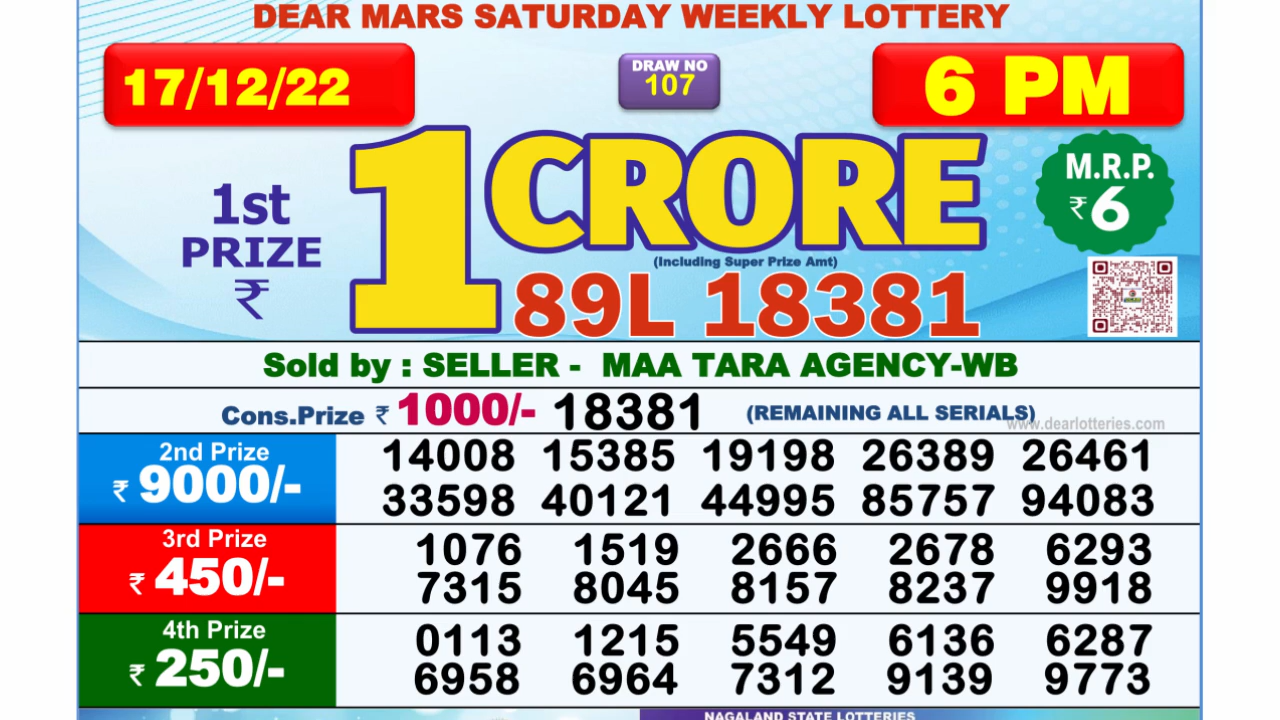 DEAR MARS SATURDAY WEEKLY LOTTERY
17/12/22
DRAW NO
107
6 PM
1st
PRIZE
₹
1 CRORE
(Including Super Prize Amt)
89L 18381
M.R.P.
₹6
Sold by : SELLER - MAA TARA AGENCY-WB
Cons.Prize ₹ 1000/- 18381 (REMAINING ALL SERIALS)
www.dearlotteries.com
2nd Prize
₹ 9000/-
14008 15385 19198 26389 26461
33598 40121 44995 85757 94083
3rd Prize
₹ 450/-
1076 1519 2666 2678 6293
7315 8045 8157 8237 9918
4th Prize
₹ 250/-
0113 1215 5549 6136 6287
6958 6964 7312 9139 9773
NAGALAND STATE LOTTERIES